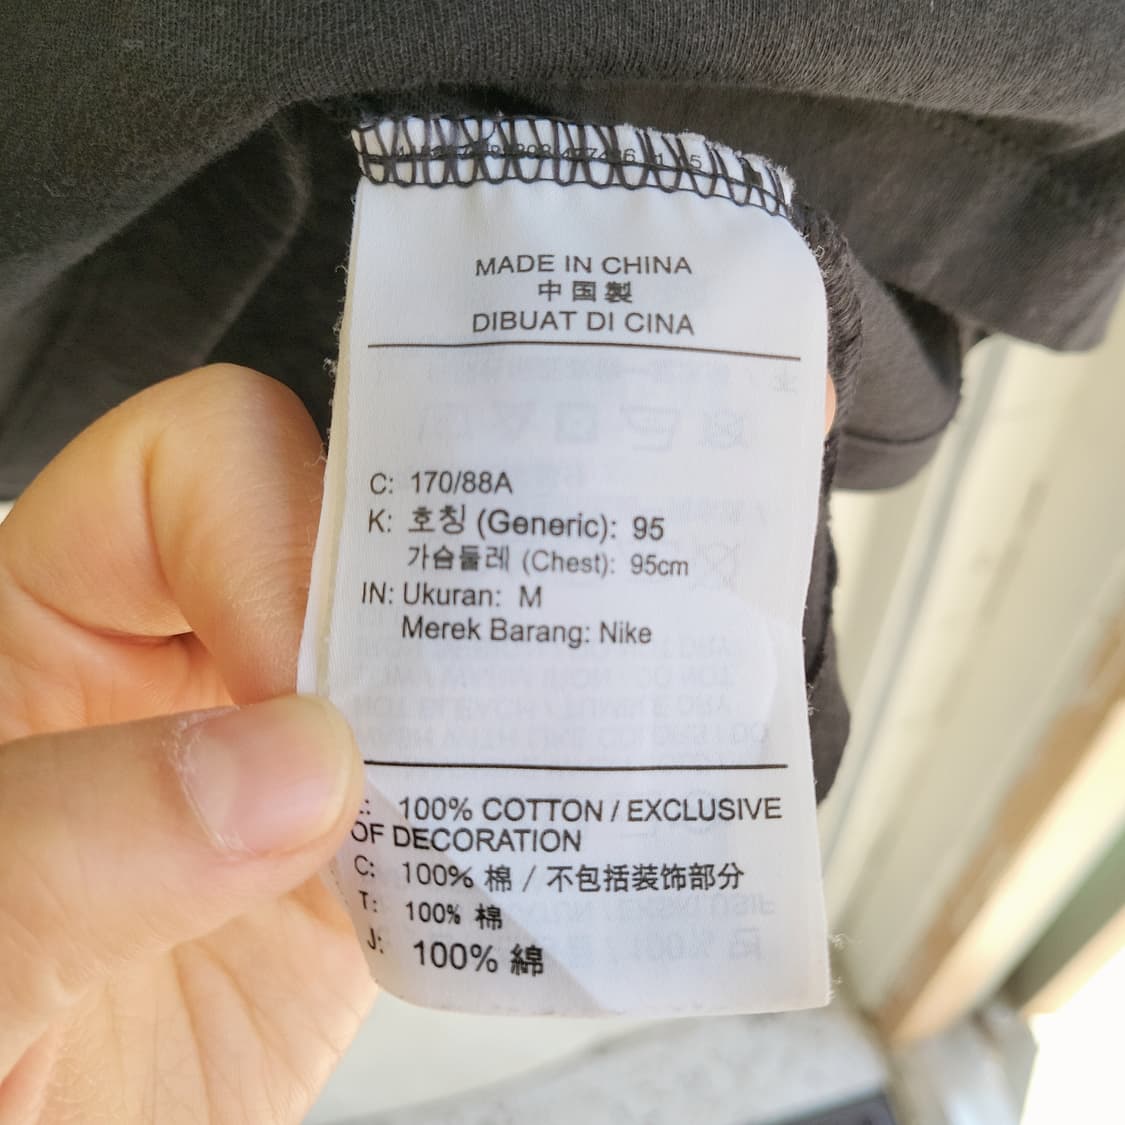 MADE IN CHINA
中国製
DIBUAT DI CINA
C: 170/88A
K: 호칭 (Generic): 95
가슴둘레 (Chest): 95cm
IN: Ukuran: M
Merek Barang: Nike
: 100% COTTON / EXCLUSIVE
OF DECORATION
C: 100% 棉 / 不包括装饰部分
T: 100% 棉
J: 100% 綿